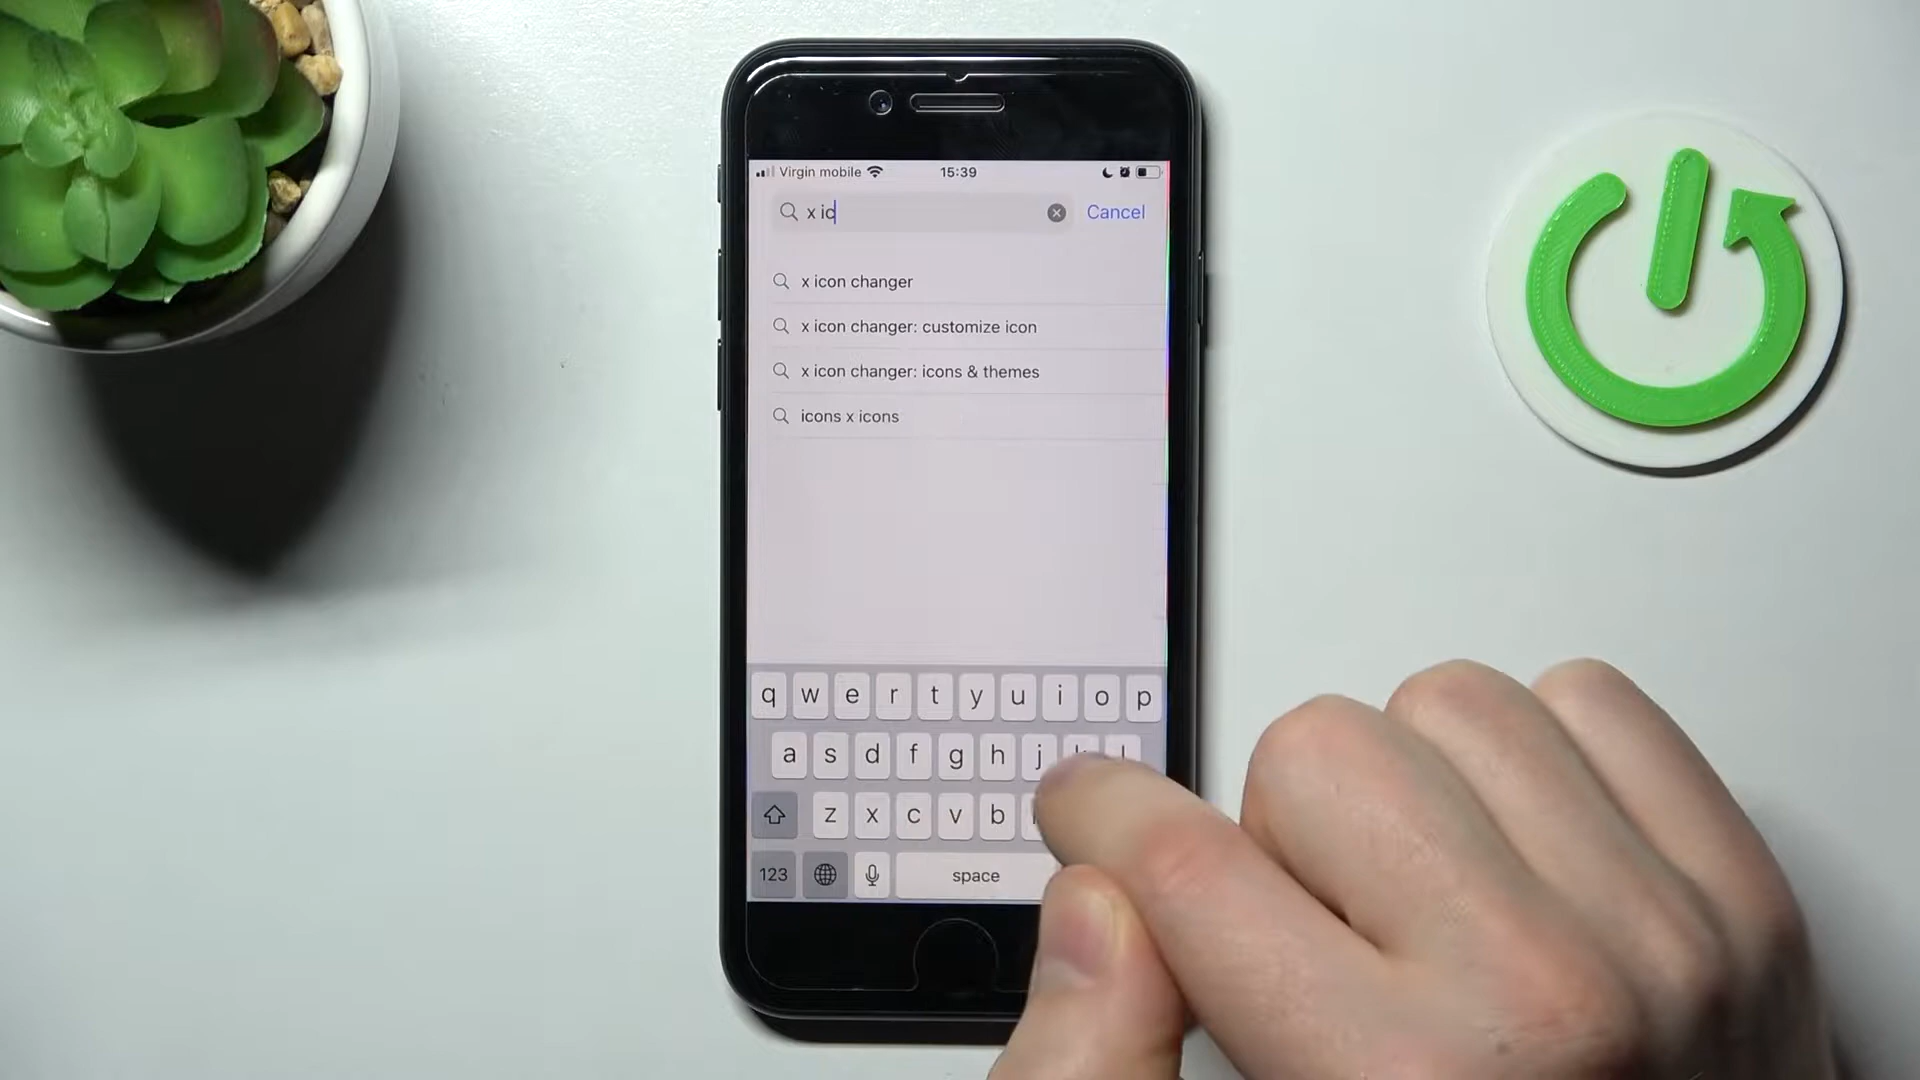 Virgin mobile 15:39
x ic Cancel
x icon changer
x icon changer: customize icon
x icon changer: icons & themes
icons x icons
q w e r t y u i o p
a s d f g h j
z x c v b
123 space